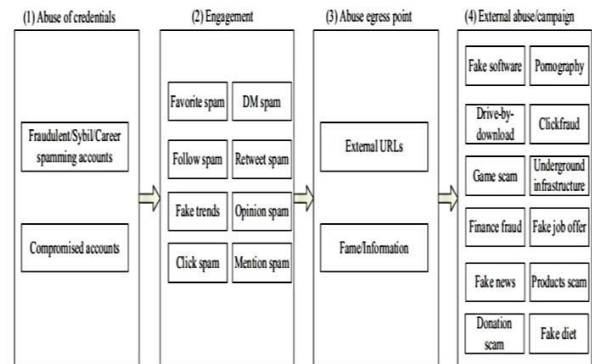 (1) Abuse of credentials
Fraudulent/Sybil/Career
spamming accounts
Compromised accounts
(2) Engagement
Favorite spam
DM spam
Follow spam
Retweet spam
Fake trends
Opinion spam
Click spam
Mention spam
(3) Abuse egress point
External URLs
Fame/Information
(4) External abuse/campaign
Fake software
Pornography
Drive-by-
download
Clickfraud
Game scam
Underground
infrastructure
Finance fraud
Fake job offer
Fake news
Products scam
Donation
scam
Fake diet